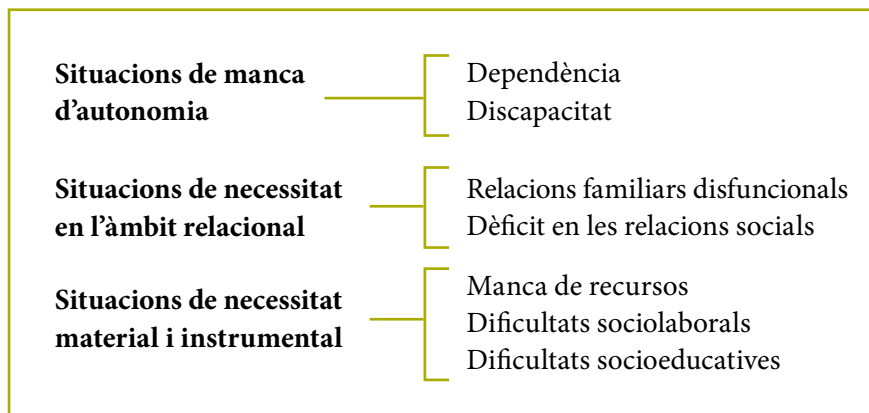 Situacions de manca
d’autonomia
Dependència
Discapacitat
Situacions de necessitat
en l’àmbit relacional
Relacions familiars disfuncionals
Dèficit en les relacions socials
Situacions de necessitat
material i instrumental
Manca de recursos
Dificultats sociolaborals
Dificultats socioeducatives